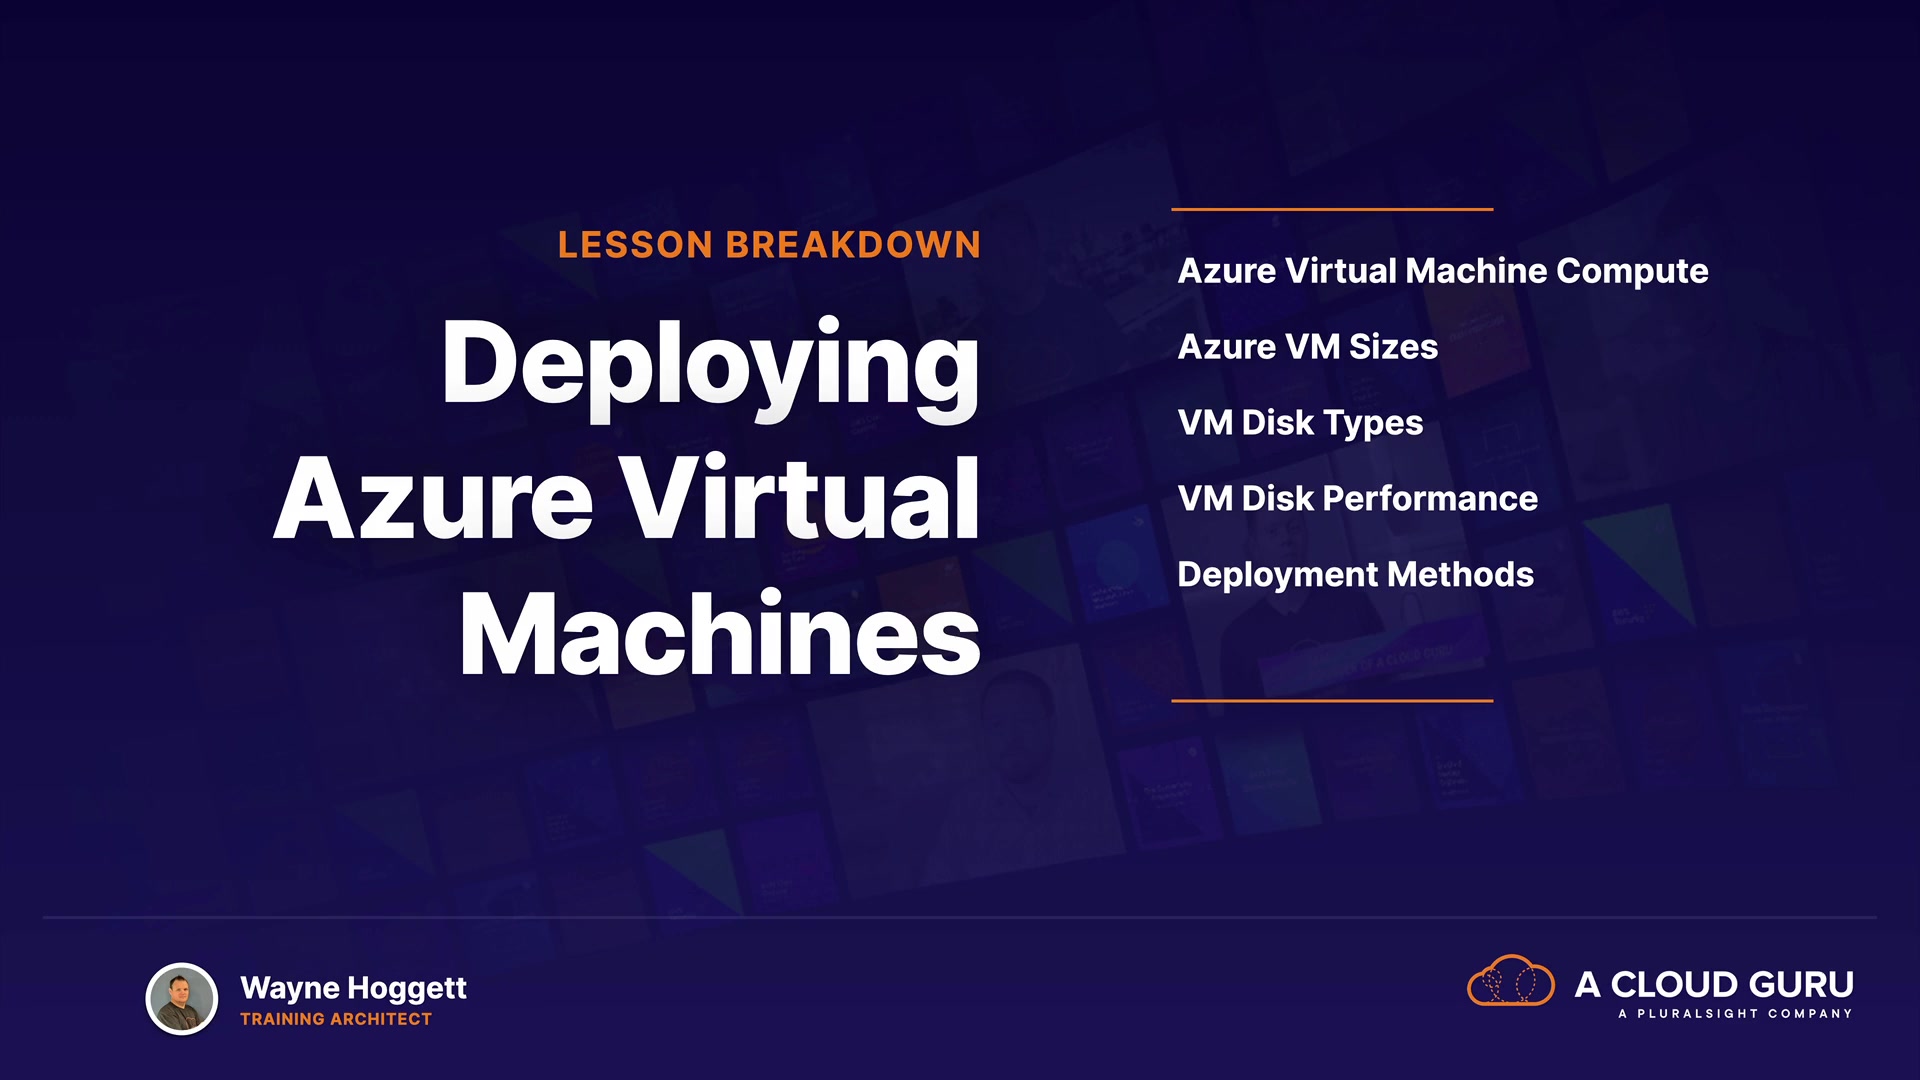 LESSON BREAKDOWN
Deploying
Azure Virtual
Machines
Azure Virtual Machine Compute
Azure VM Sizes
VM Disk Types
VM Disk Performance
Deployment Methods
Wayne Hoggett
TRAINING ARCHITECT
A CLOUD GURU
A PLURALSIGHT COMPANY